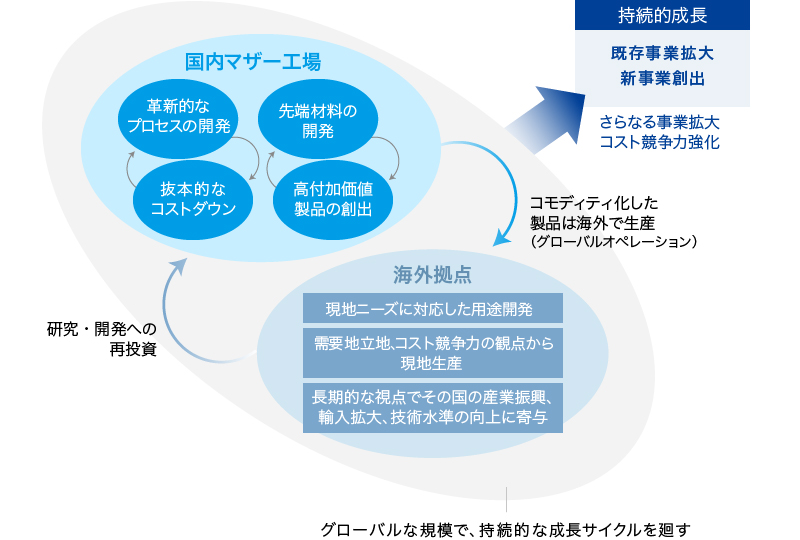 持続的成長
既存事業拡大
新事業創出
さらなる事業拡大
コスト競争力強化
国内マザー工場
革新的な
プロセスの開発
先端材料の
開発
抜本的な
コストダウン
高付加価値
製品の創出
コモディティ化した
製品は海外で生産
（グローバルオペレーション）
海外拠点
現地ニーズに対応した用途開発
需要地立地、コスト競争力の観点から
現地生産
長期的な視点でその国の産業振興、
輸入拡大、技術水準の向上に寄与
研究・開発への
再投資
グローバルな規模で、持続的な成長サイクルを廻す